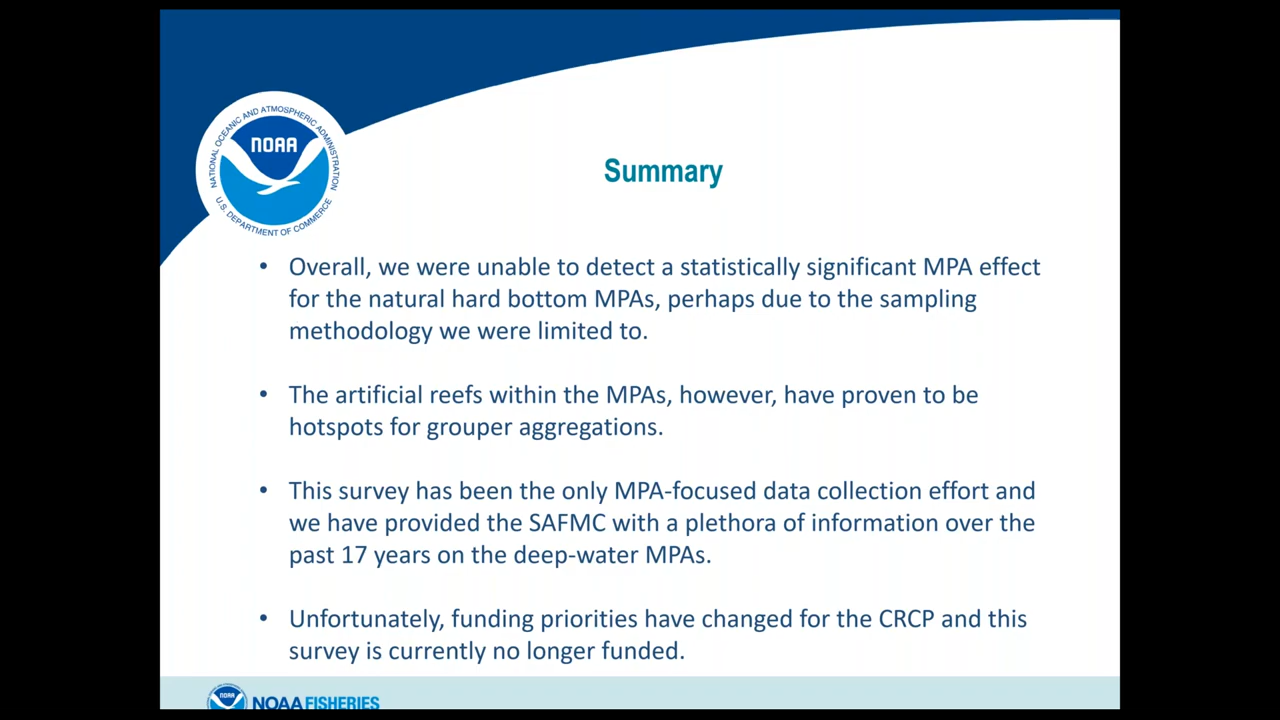 NATIONAL OCEANIC AND ATMOSPHERIC ADMINISTRATION
NOAA
U.S. DEPARTMENT OF COMMERCE
Summary
• Overall, we were unable to detect a statistically significant MPA effect
for the natural hard bottom MPAs, perhaps due to the sampling
methodology we were limited to.
• The artificial reefs within the MPAs, however, have proven to be
hotspots for grouper aggregations.
• This survey has been the only MPA-focused data collection effort and
we have provided the SAFMC with a plethora of information over the
past 17 years on the deep-water MPAs.
• Unfortunately, funding priorities have changed for the CRCP and this
survey is currently no longer funded.
NOAA
NOAA FISHERIES